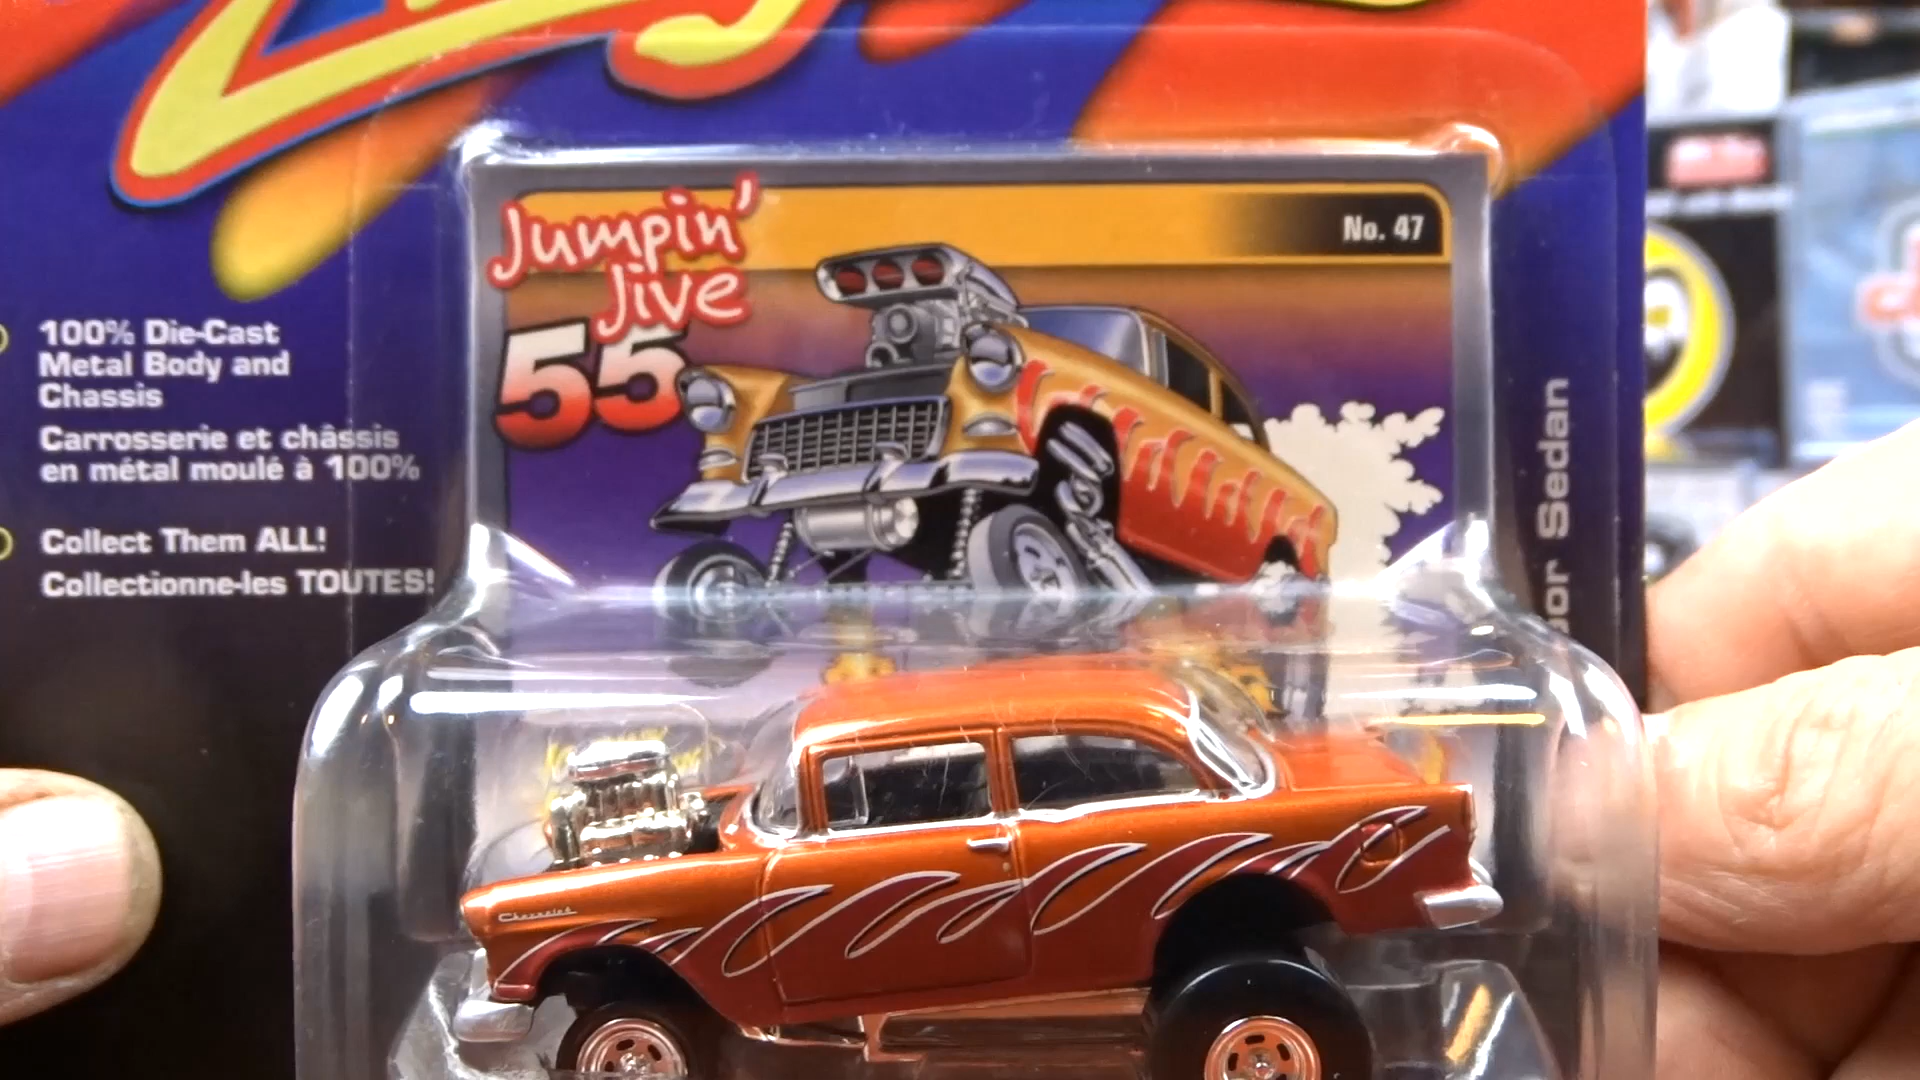 100% Die-Cast
Metal Body and
Chassis
Carrosserie et châssis
en métal moulé à 100%
Collect Them ALL!
Collectionne-les TOUTES!
Jumpin'
Jive
55
No. 47
Sedan
Chevrolet